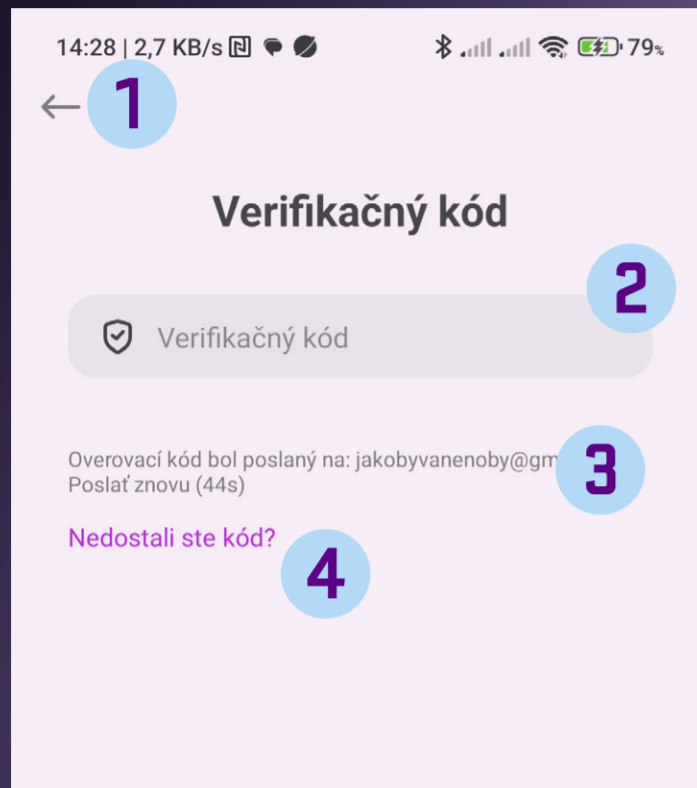 14:28 | 2,7 KB/s 79%
1
Verifikačný kód
2
Verifikačný kód
Overovací kód bol poslaný na: jakobyvanenoby@gm
3
Poslať znovu (44s)
Nedostali ste kód?
4